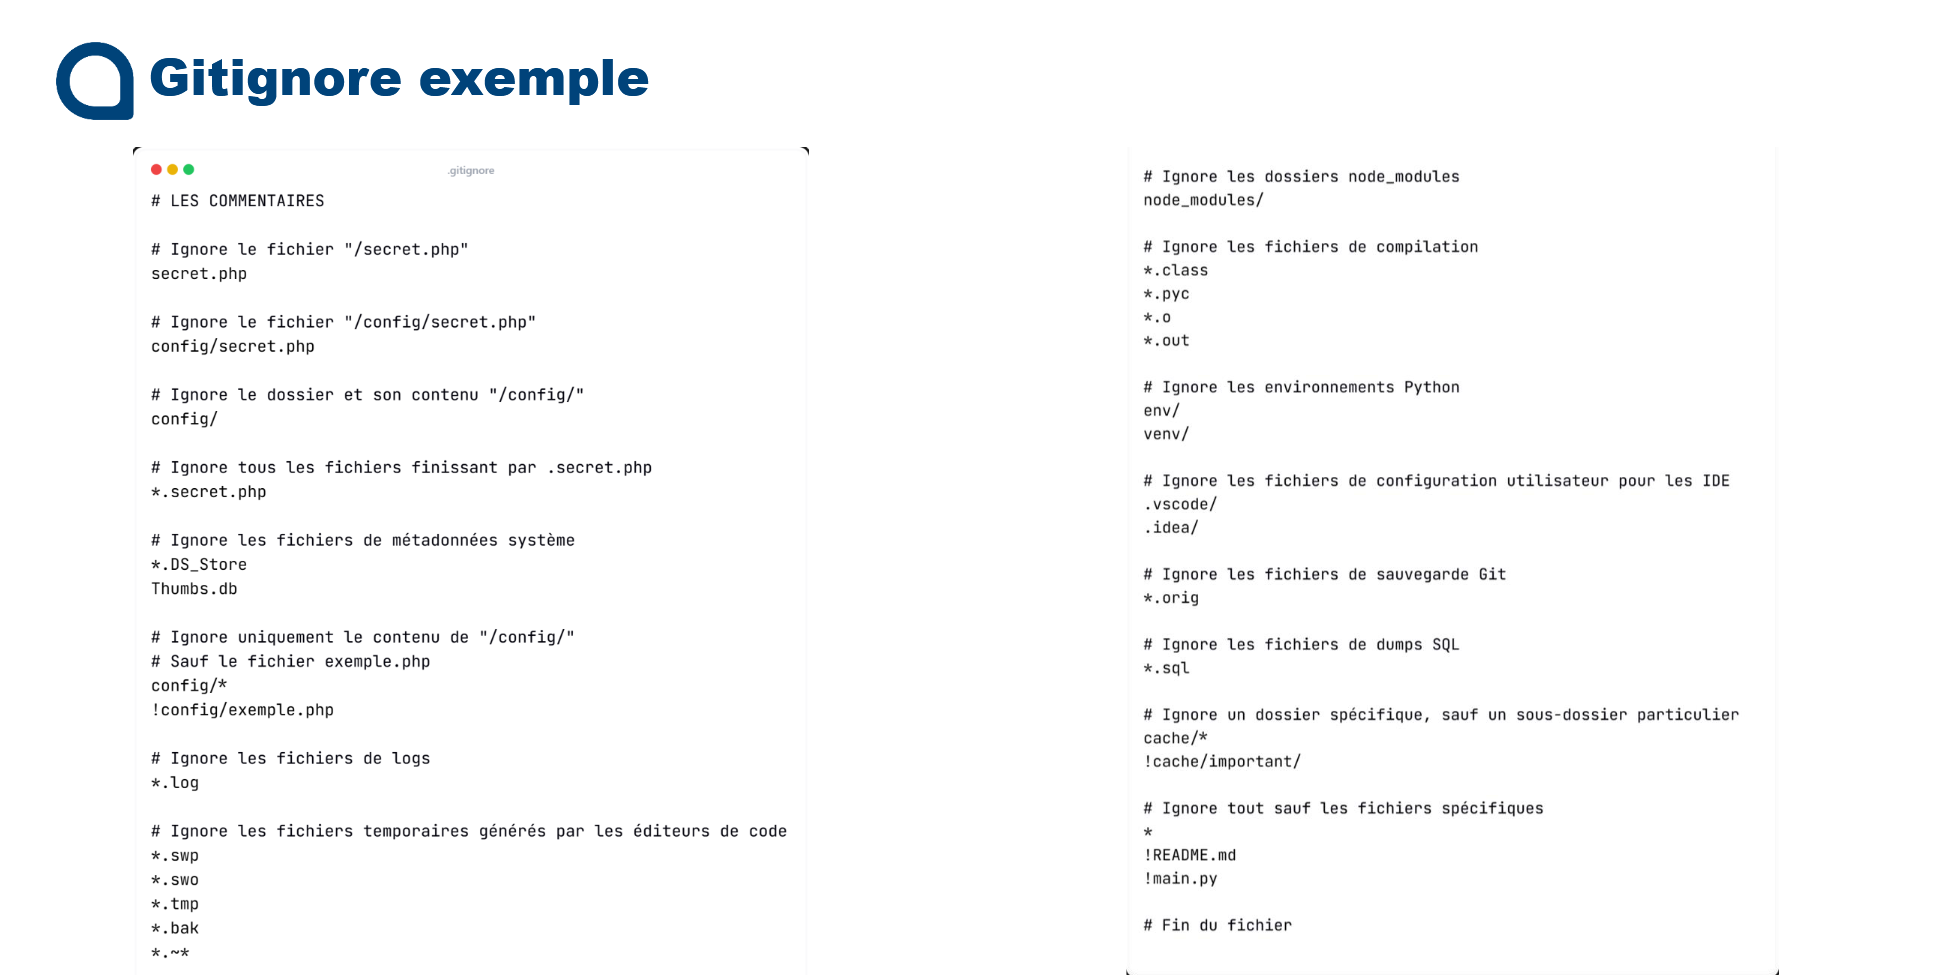 Gitignore exemple
.gitignore
# LES COMMENTAIRES
# Ignore le fichier "/secret.php"
secret.php
# Ignore le fichier "/config/secret.php"
config/secret.php
# Ignore le dossier et son contenu "/config/"
config/
# Ignore tous les fichiers finissant par .secret.php
*.secret.php
# Ignore les fichiers de métadonnées système
*.DS_Store
Thumbs.db
# Ignore uniquement le contenu de "/config/"
# Sauf le fichier exemple.php
config/*
!config/exemple.php
# Ignore les fichiers de logs
*.log
# Ignore les fichiers temporaires générés par les éditeurs de code
*.swp
*.swo
*.tmp
*.bak
*.~*
# Ignore les dossiers node_modules
node_modules/
# Ignore les fichiers de compilation
*.class
*.pyc
*.o
*.out
# Ignore les environnements Python
env/
venv/
# Ignore les fichiers de configuration utilisateur pour les IDE
.vscode/
.idea/
# Ignore les fichiers de sauvegarde Git
*.orig
# Ignore les fichiers de dumps SQL
*.sql
# Ignore un dossier spécifique, sauf un sous-dossier particulier
cache/*
!cache/important/
# Ignore tout sauf les fichiers spécifiques
*
!README.md
!main.py
# Fin du fichier